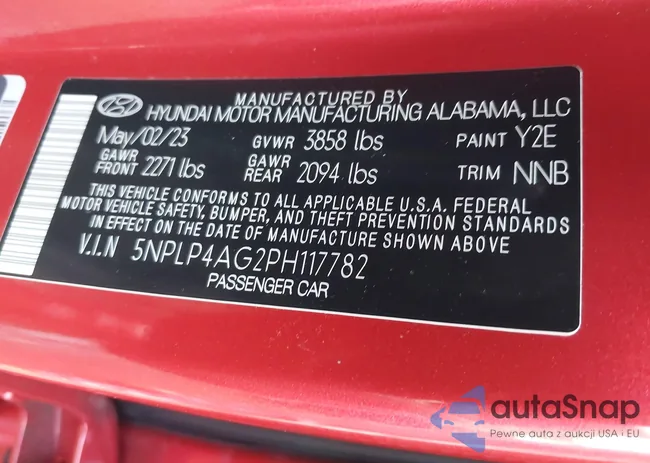 MANUFACTURED BY
HYUNDAI MOTOR MANUFACTURING ALABAMA, LLC
May/02/23 GVWR 3858 lbs PAINT Y2E
GAWR FRONT 2271 lbs GAWR REAR 2094 lbs TRIM NNB
THIS VEHICLE CONFORMS TO ALL APPLICABLE U.S.A. FEDERAL
MOTOR VEHICLE SAFETY, BUMPER, AND THEFT PREVENTION STANDARDS
IN EFFECT ON THE DATE OF MANUFACTURE SHOWN ABOVE.
V.I.N 5NPLP4AG2PH117782
PASSENGER CAR
autoSnap
Pewne auta z aukcji USA i EU